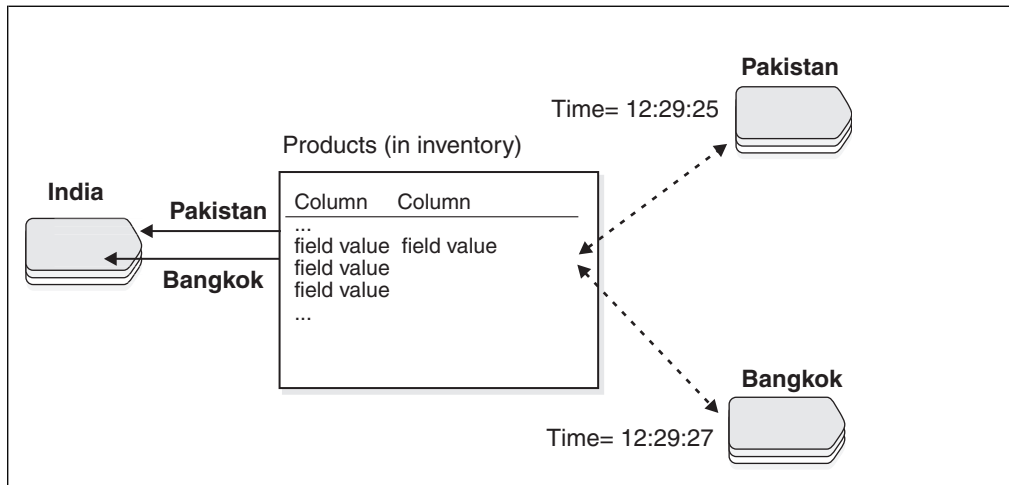 Pakistan
Time= 12:29:25
Products (in inventory)
India
Pakistan
Column Column
...
field value field value
field value
Bangkok
field value
...
Bangkok
Time= 12:29:27